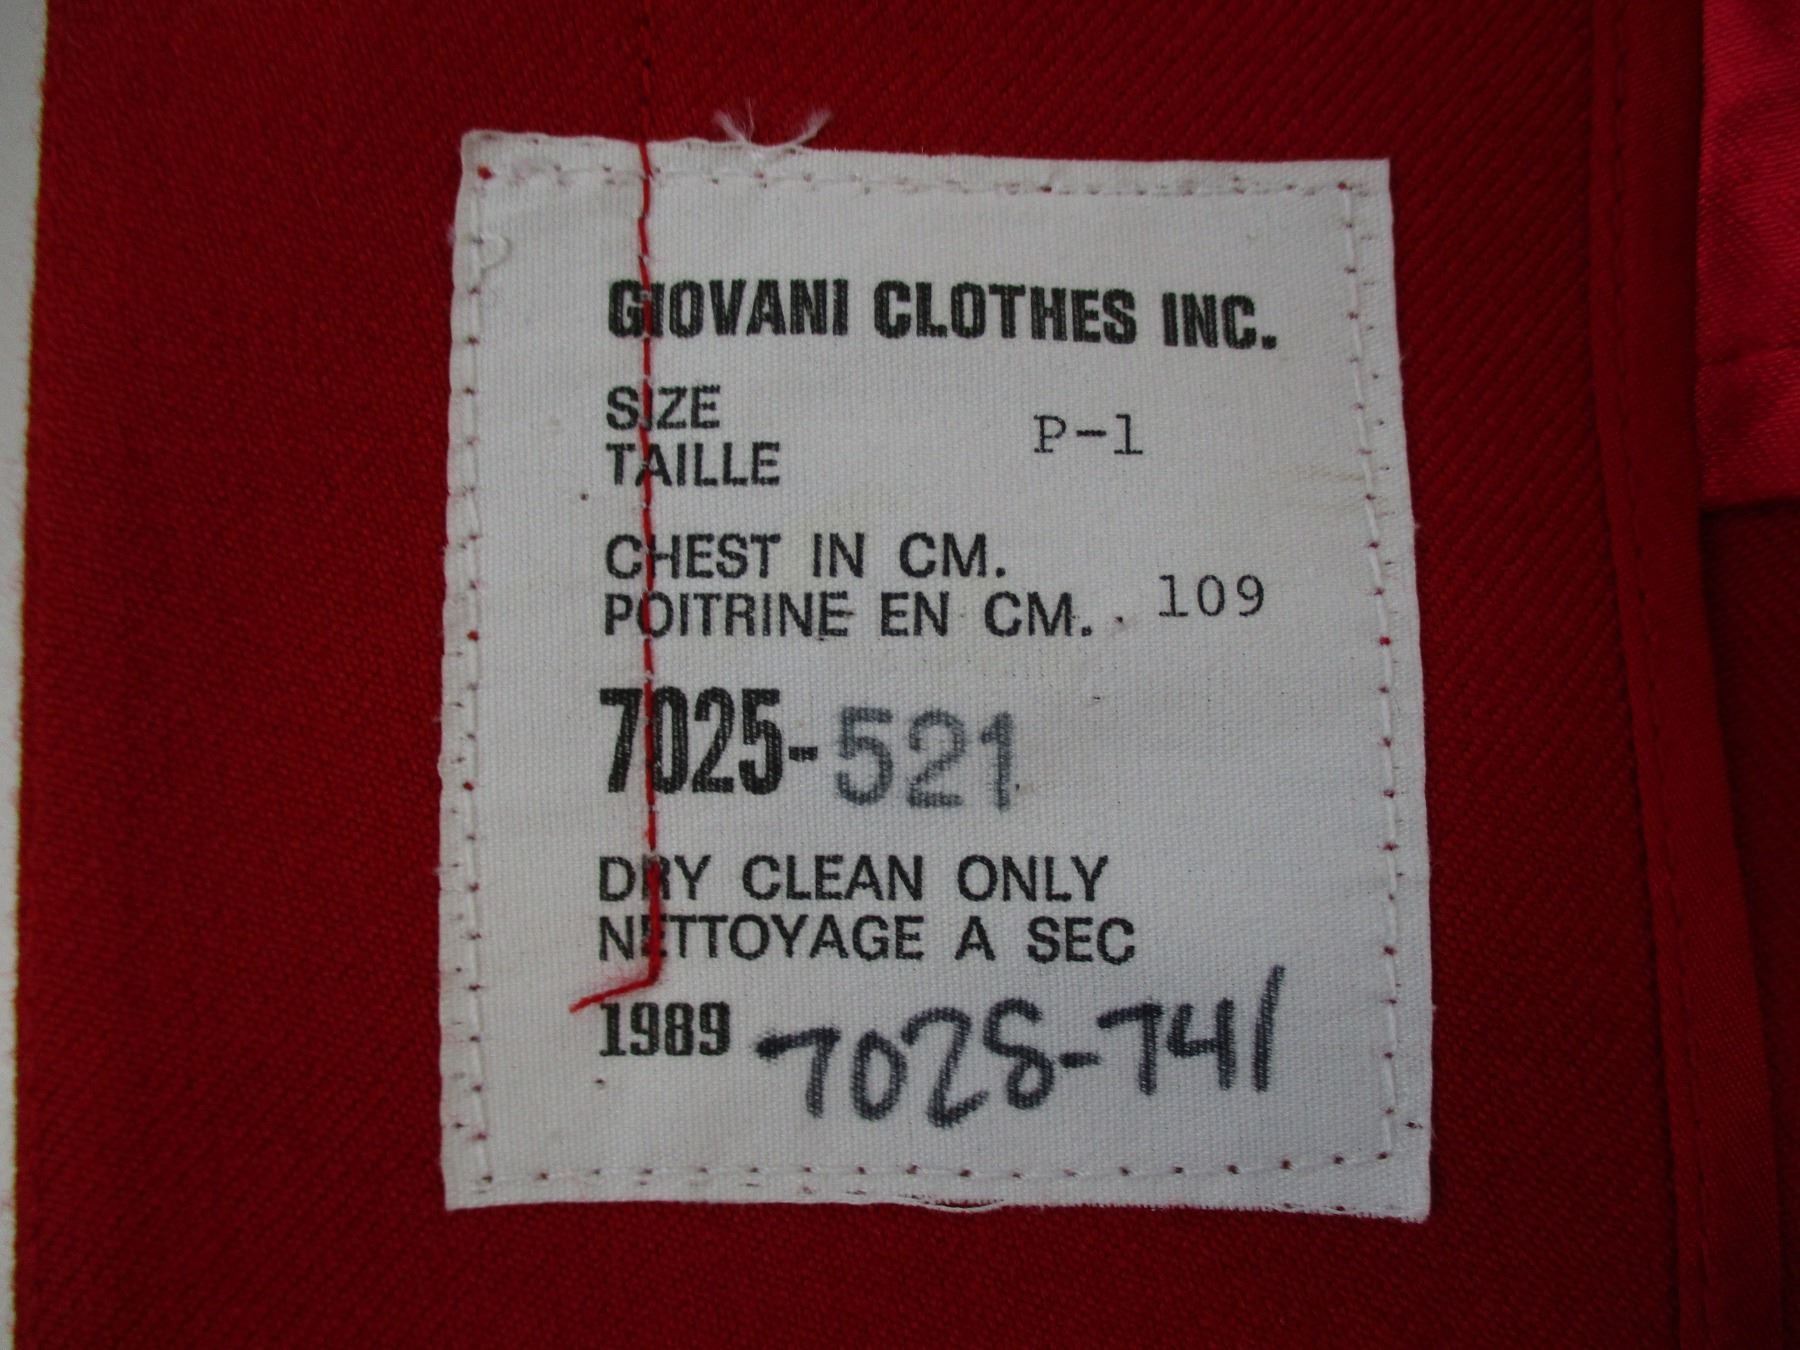 GIOVANI CLOTHES INC.
SIZE
TAILLE P-1
CHEST IN CM.
POITRINE EN CM. 109
7025-521
DRY CLEAN ONLY
NETTOYAGE A SEC
1989 7028-741